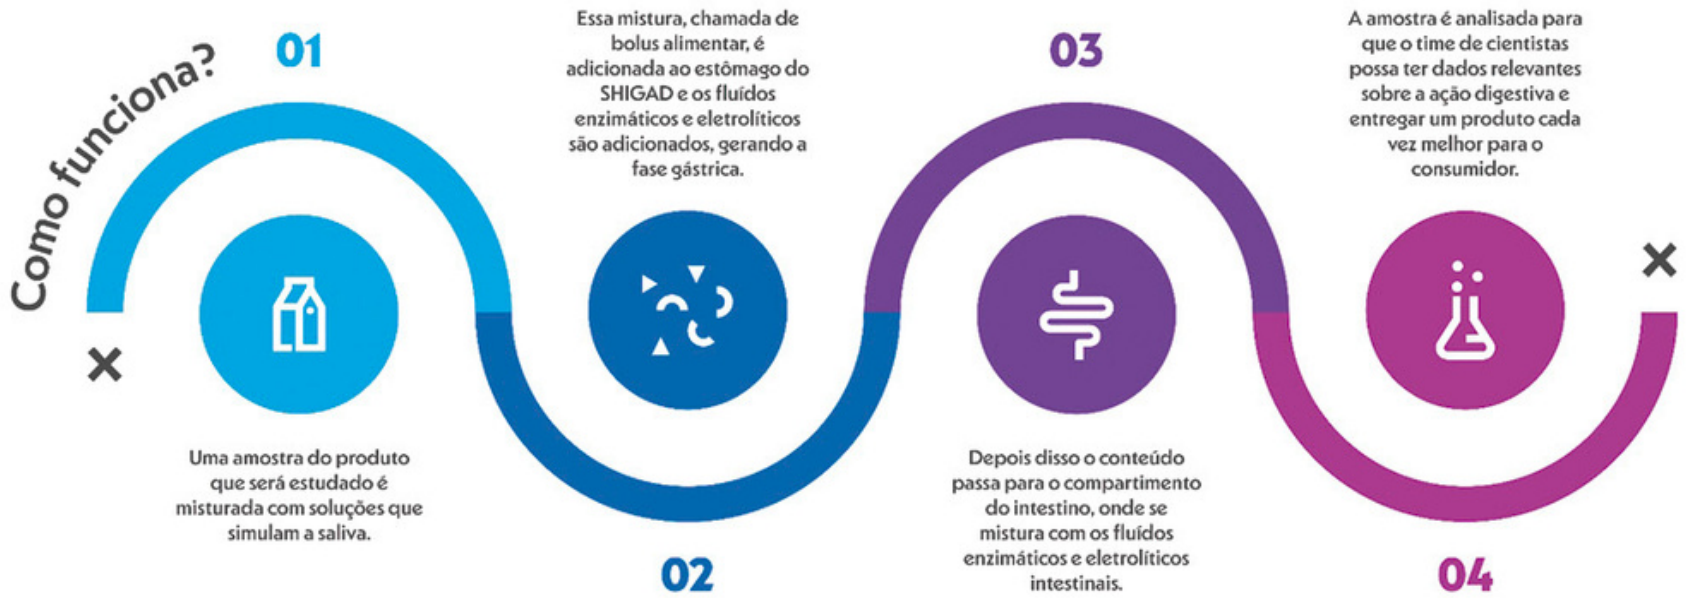 Como funciona?
01
Uma amostra do produto
que será estudado é
misturada com soluções que
simulam a saliva.
Essa mistura, chamada de
bolus alimentar, é
adicionada ao estômago do
SHIGAD e os fluídos
enzimáticos e eletrolíticos
são adicionados, gerando a
fase gástrica.
02
03
Depois disso o conteúdo
passa para o compartimento
do intestino, onde se
mistura com os fluídos
enzimáticos e eletrolíticos
intestinais.
A amostra é analisada para
que o time de cientistas
possa ter dados relevantes
sobre a ação digestiva e
entregar um produto cada
vez melhor para o
consumidor.
04